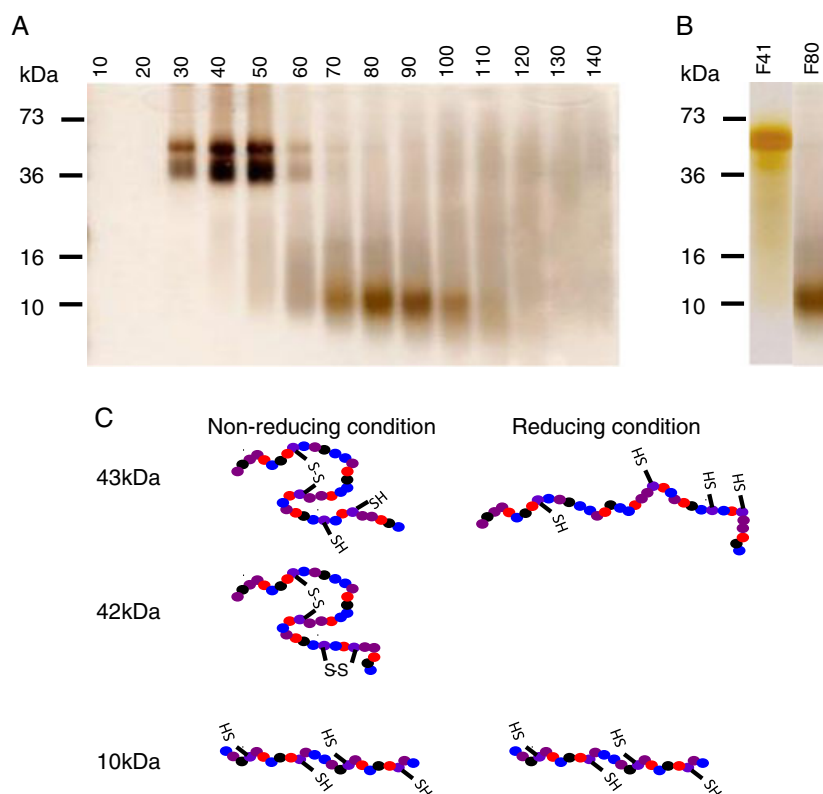 A
kDa
10 20 30 40 50 60 70 80 90 100 110 120 130 140
73
36
16
10
B
kDa
F41 F80
73
36
16
10
C
Non-reducing condition Reducing condition
43kDa
S-S
SH
SH
HS
HS
HS
SH
42kDa
S-S
S-S
10kDa
HS
HS
SH
SH
HS
HS
SH
SH